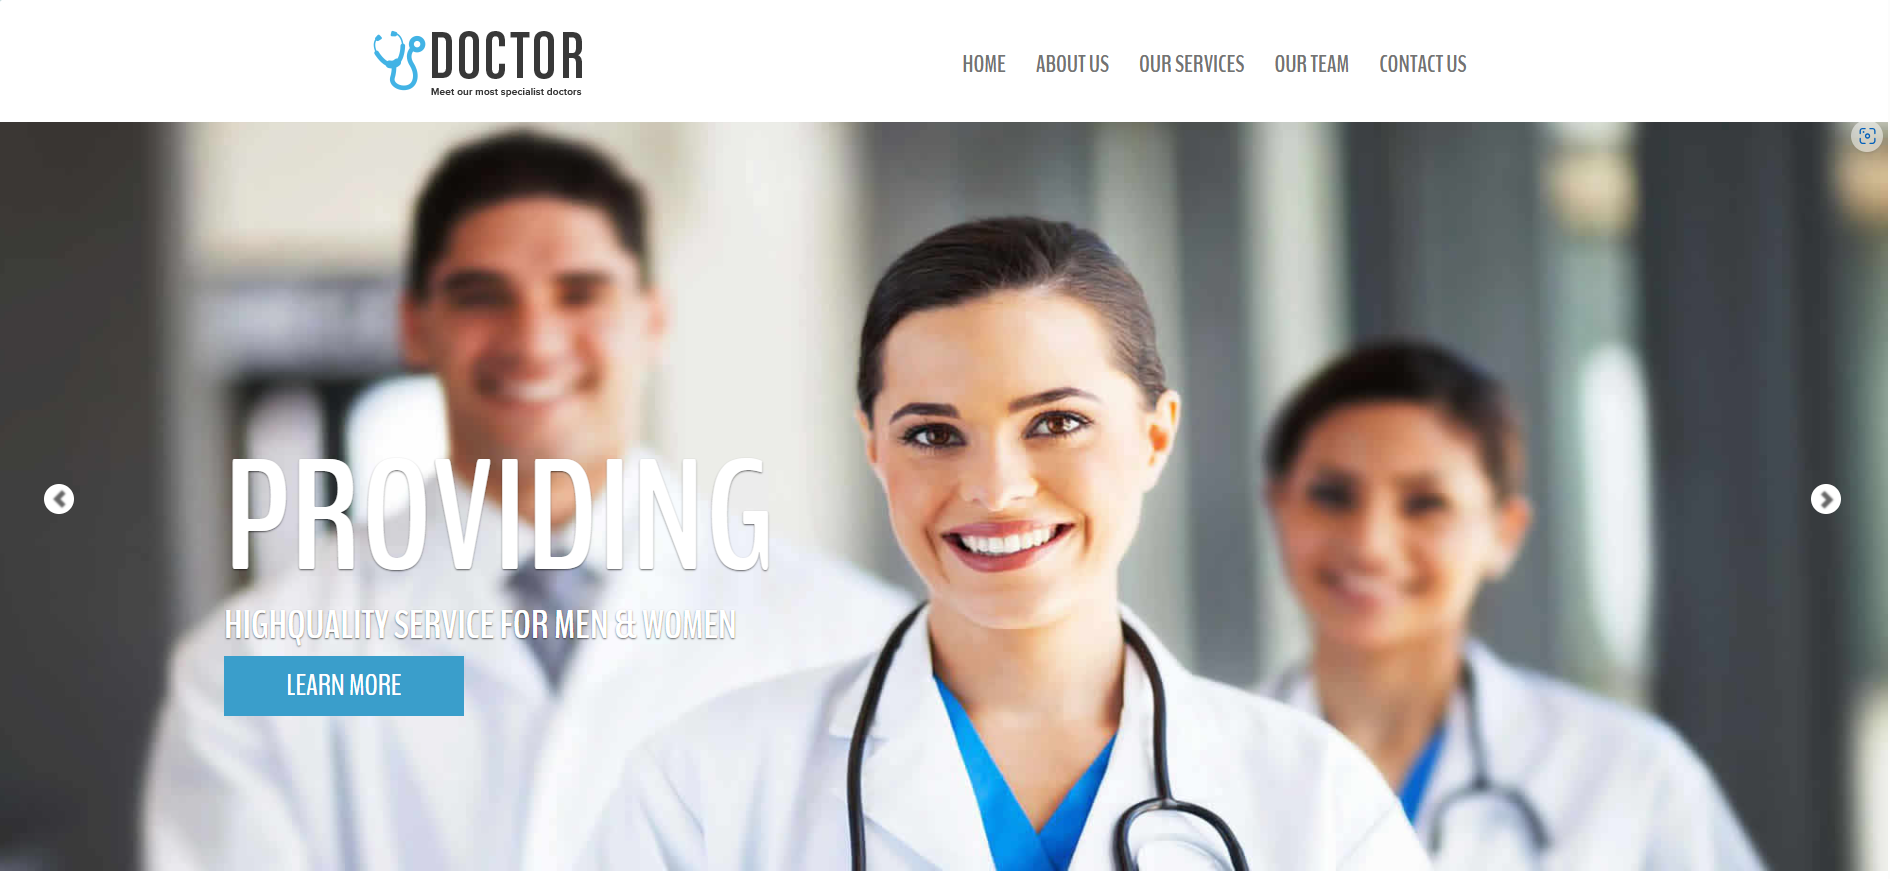 DOCTOR
Meet our most specialist doctors
HOME ABOUT US OUR SERVICES OUR TEAM CONTACT US
PROVIDING
HIGHQUALITY SERVICE FOR MEN & WOMEN
LEARN MORE